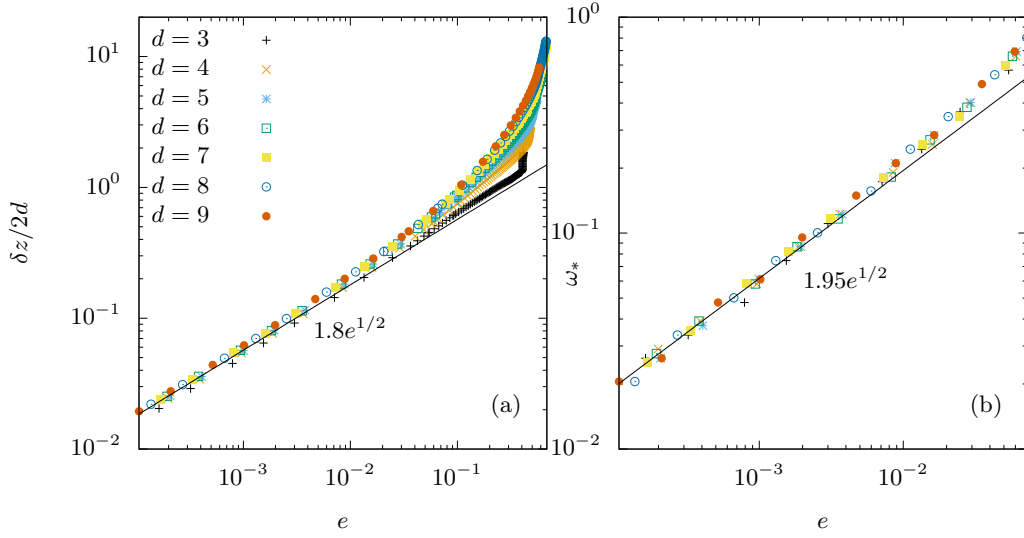 $10^{1}$
$10^{0}$
$10^{-1}$
$10^{-2}$
$\delta z/2d$
$d = 3$
$d = 4$
$d = 5$
$d = 6$
$d = 7$
$d = 8$
$d = 9$
$1.8e^{1/2}$
(a)
$10^{-3}$
$10^{-2}$
$10^{-1}$
$e$
$10^{0}$
$10^{-1}$
$10^{-2}$
$\omega_*$
$1.95e^{1/2}$
(b)
$10^{-3}$
$10^{-2}$
$e$